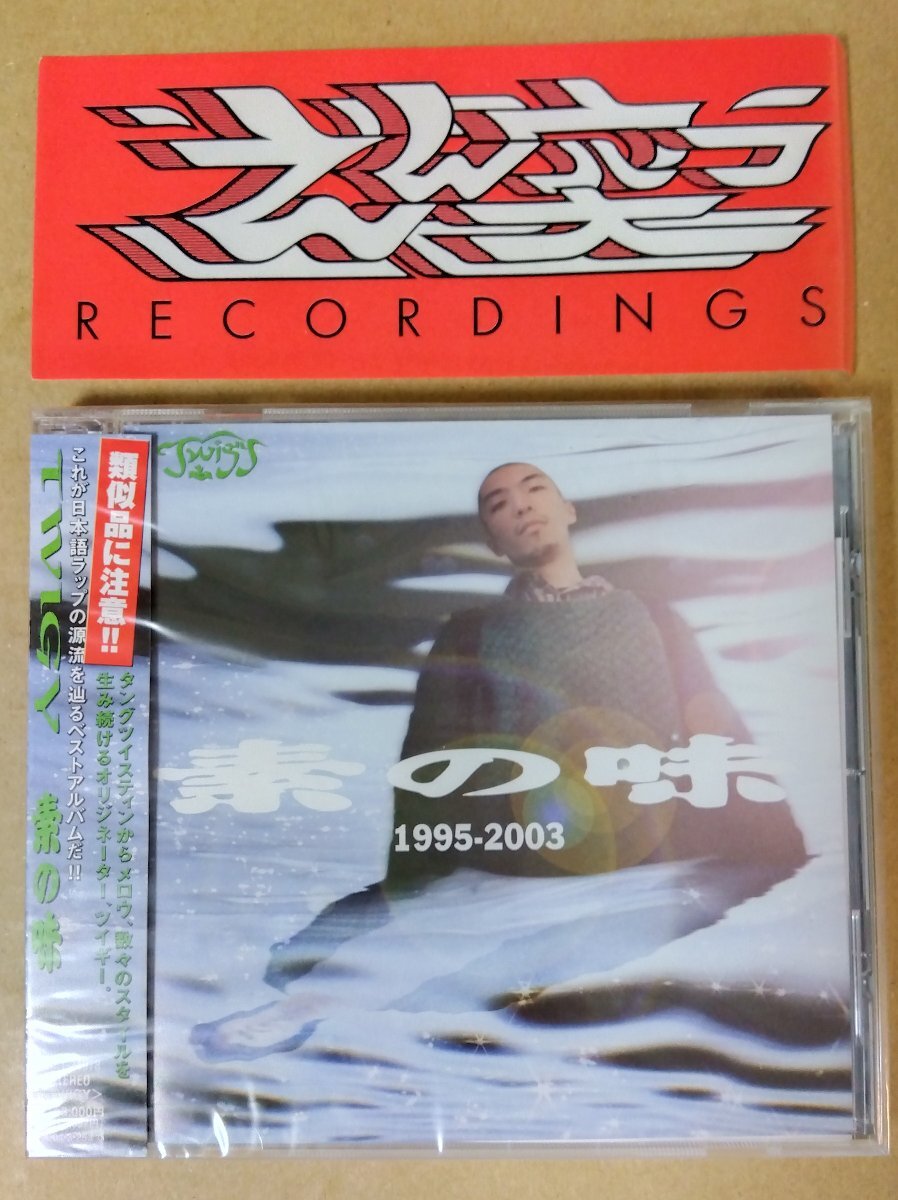 RECORDINGS
TWIGY
素の味
類似品に注意!!
これが日本語ラップの源流を辿るベストアルバムだ!!
タングツイスティンからメロウ、数々のスタイルを
生み続けるオリジネーター、ツイギー。
素の味
1995-2003